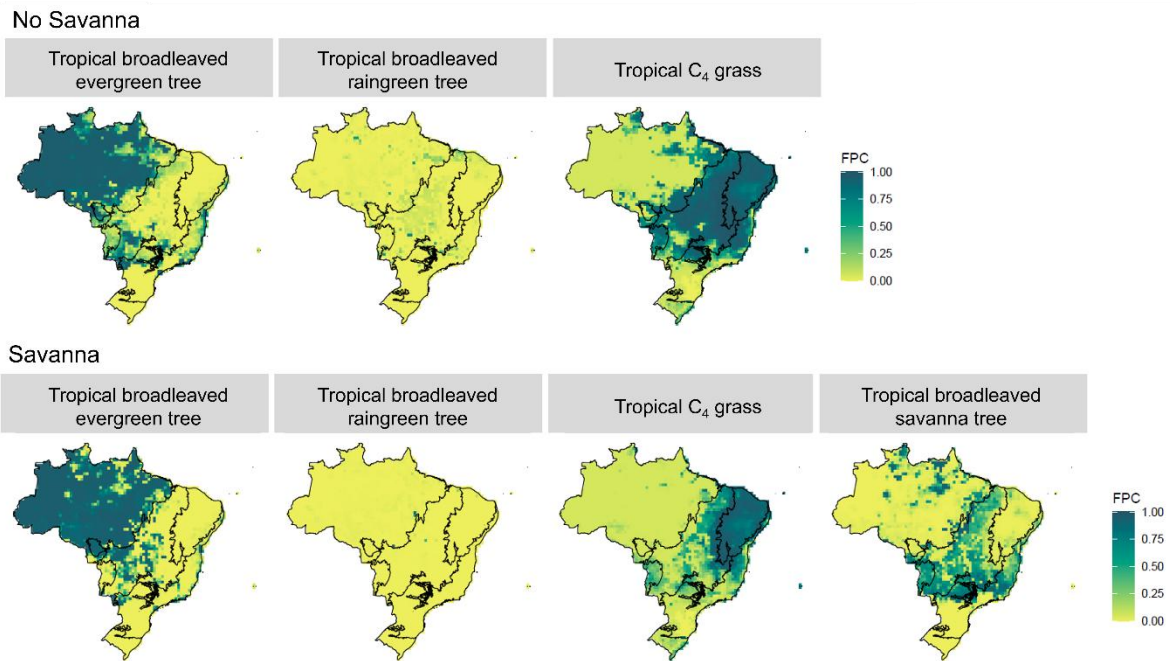 No Savanna
Tropical broadleaved
evergreen tree
Tropical broadleaved
raingreen tree
Tropical C₄ grass
FPC
1.00
0.75
0.50
0.25
0.00
Savanna
Tropical broadleaved
evergreen tree
Tropical broadleaved
raingreen tree
Tropical C₄ grass
Tropical broadleaved
savanna tree
FPC
1.00
0.75
0.50
0.25
0.00